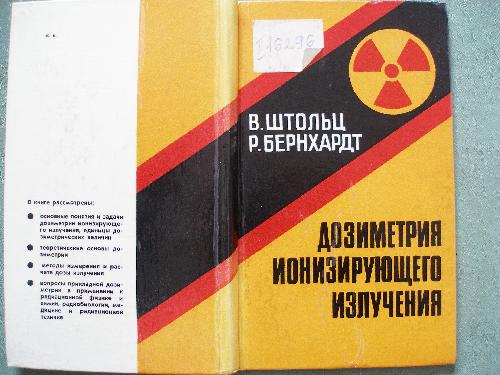 60 к.
О книге рассмотрены:
основные понятия и задачи
дозиметрии ионизирующе-
го излучения, единицы до-
зиметрических величин
теоретические основы до-
зиметрии
методы измерения и рас-
чета дозы излучения
вопросы прикладной дози-
метрии в применении к
радиационной физике и
химии, радиобиологии, ме-
дицине и радиационной
технике
116296
В. ШТОЛЬЦ
Р. БЕРНХАРДТ
ДОЗИМЕТРИЯ
ИОНИЗИРУЮЩЕГО
ИЗЛУЧЕНИЯ